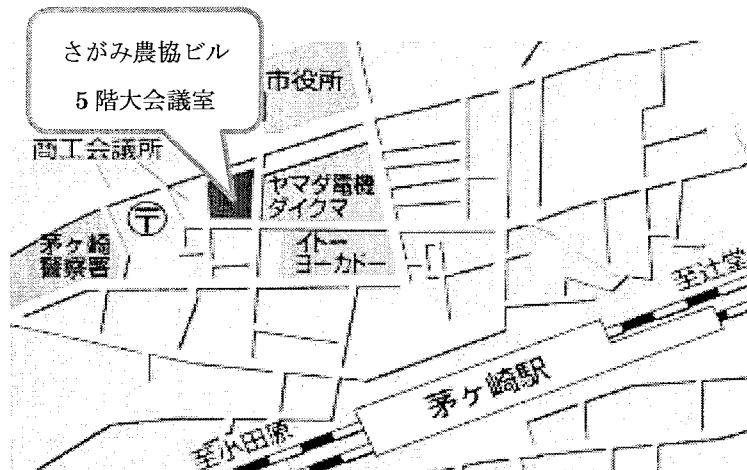 さがみ農協ビル
5階大会議室
市役所
商工会議所
ヤマダ電機
ダイクマ
〒
茅ヶ崎
警察署
イトー
ヨーカドー
至辻堂
茅ヶ崎駅
至小田原